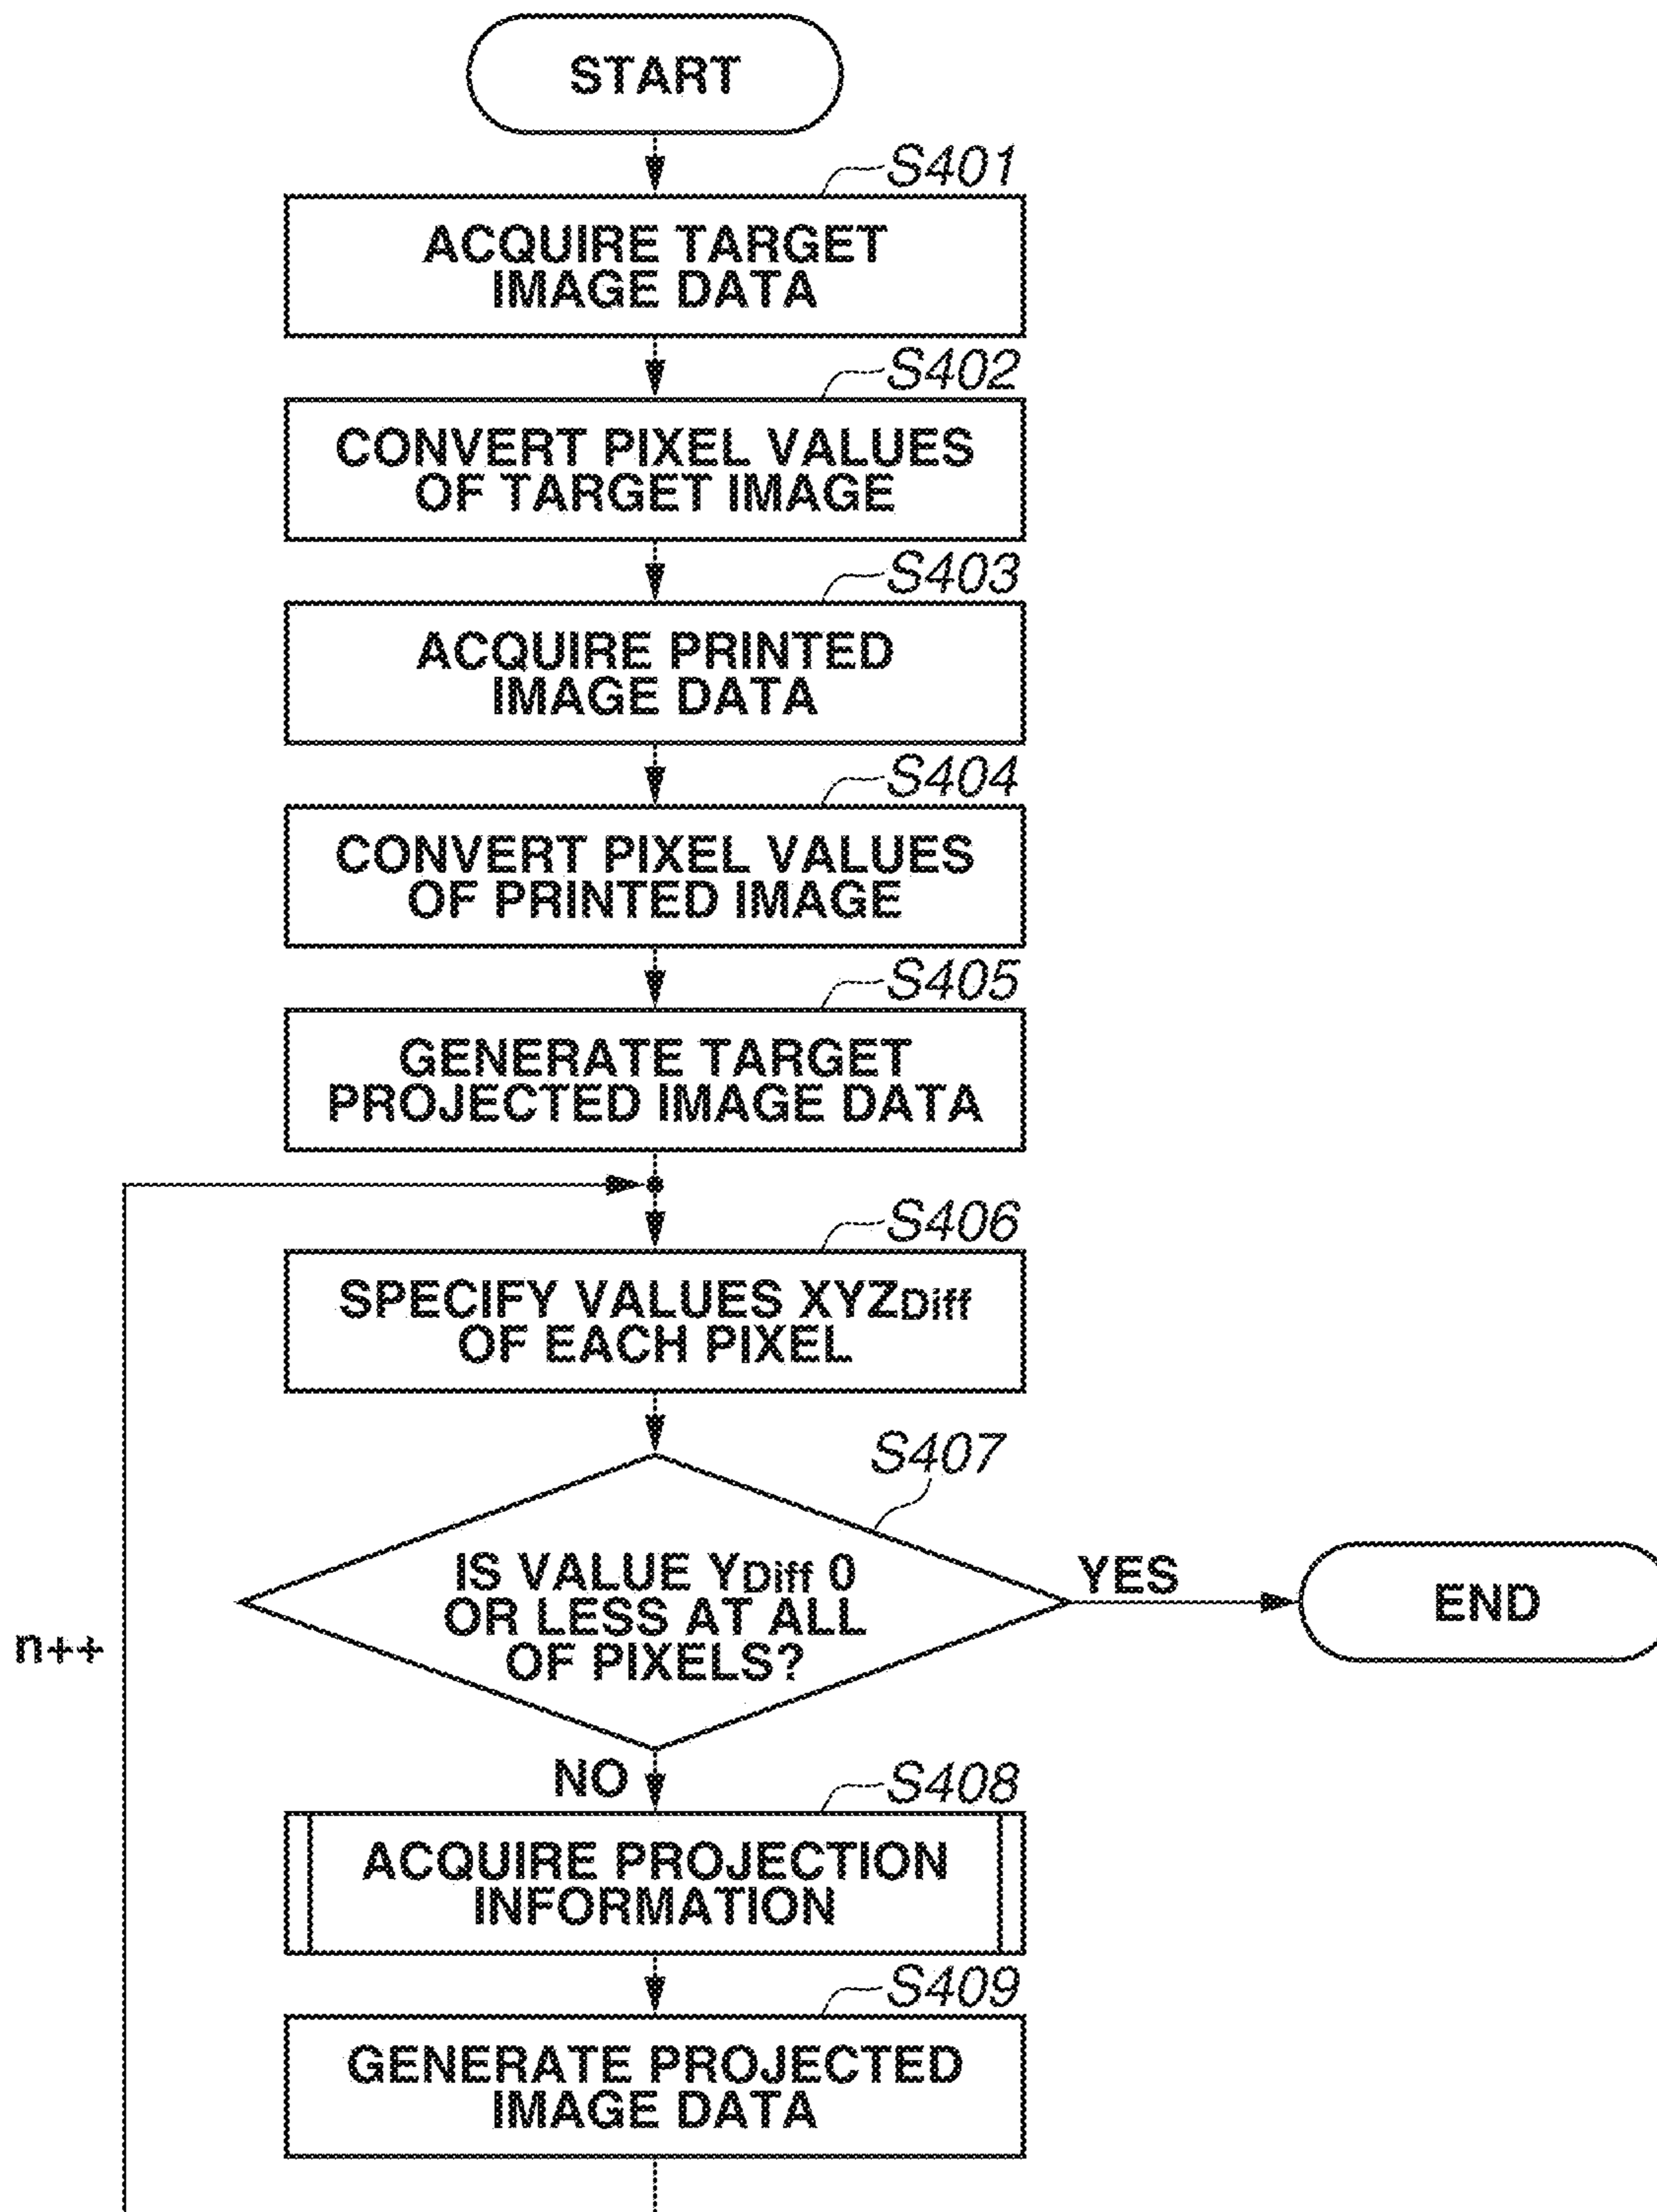 START
S401
ACQUIRE TARGET
IMAGE DATA
S402
CONVERT PIXEL VALUES
OF TARGET IMAGE
S403
ACQUIRE PRINTED
IMAGE DATA
S404
CONVERT PIXEL VALUES
OF PRINTED IMAGE
S405
GENERATE TARGET
PROJECTED IMAGE DATA
S406
SPECIFY VALUES XYZDiff
OF EACH PIXEL
S407
IS VALUE YDiff 0
OR LESS AT ALL
OF PIXELS?
YES
END
n++
NO
S408
ACQUIRE PROJECTION
INFORMATION
S409
GENERATE PROJECTED
IMAGE DATA